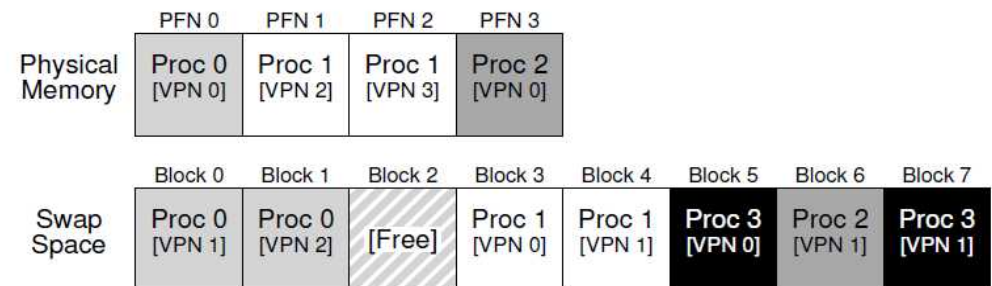 PFN 0 PFN 1 PFN 2 PFN 3
Physical Memory
Proc 0 [VPN 0]
Proc 1 [VPN 2]
Proc 1 [VPN 3]
Proc 2 [VPN 0]
Block 0 Block 1 Block 2 Block 3 Block 4 Block 5 Block 6 Block 7
Swap Space
Proc 0 [VPN 1]
Proc 0 [VPN 2]
[Free]
Proc 1 [VPN 0]
Proc 1 [VPN 1]
Proc 3 [VPN 0]
Proc 2 [VPN 1]
Proc 3 [VPN 1]